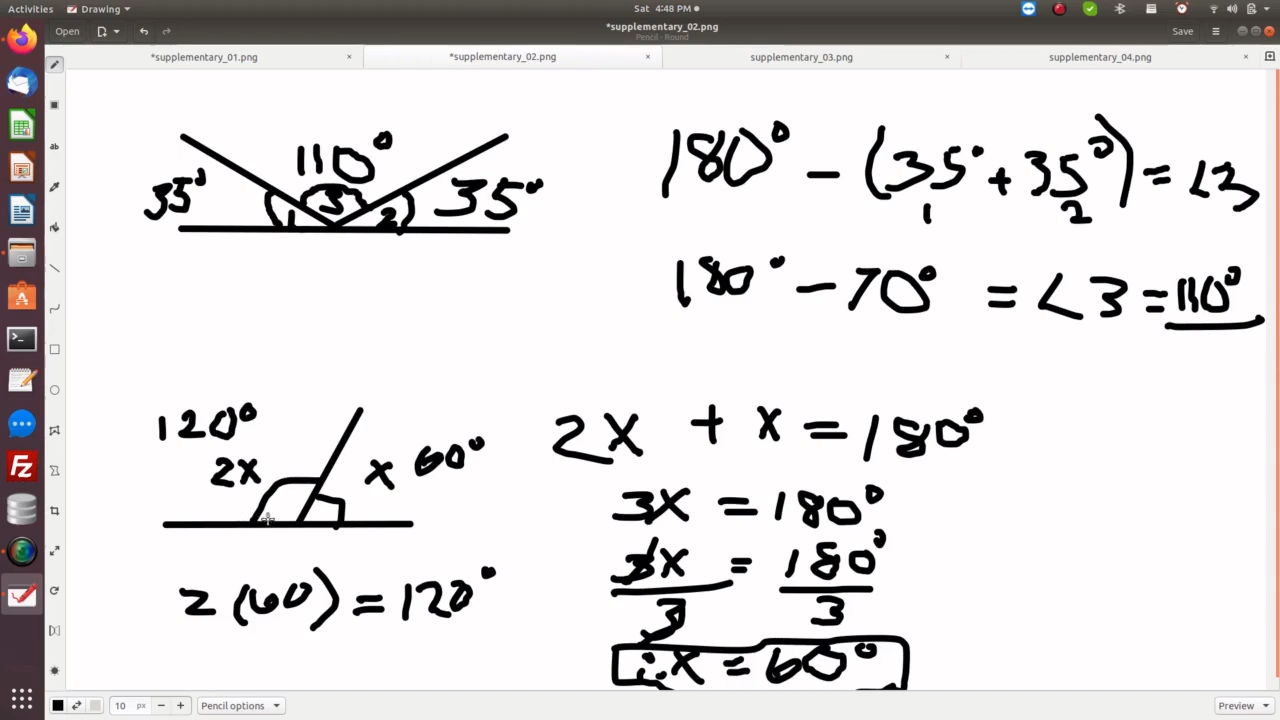 Activities
Drawing
Sat 4:48 PM
Open
*supplementary_02.png
Pencil - Round
Save
*supplementary_01.png
*supplementary_02.png
supplementary_03.png
supplementary_04.png
110°
35°
1
3
2
35°
180° - (35° + 35°) = <3
1 2
180° - 70° = <3 = 110°
120°
2x
x 60°
2x + x = 180°
3x = 180°
3x = 180°
3 3
2 (60) = 120°
∴x = 60°
10 px
Pencil options
Preview